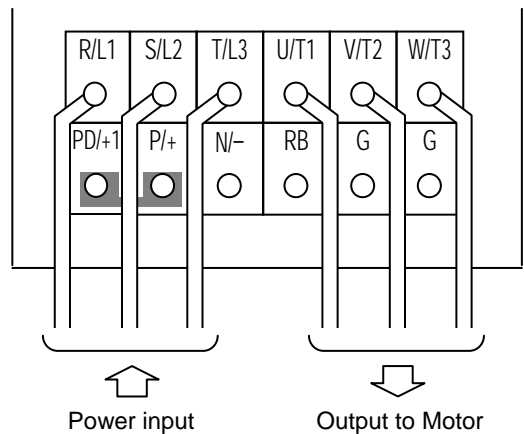 R/L1 S/L2 T/L3 U/T1 V/T2 W/T3
PD/+1 P/+ N/− RB G G
Power input Output to Motor